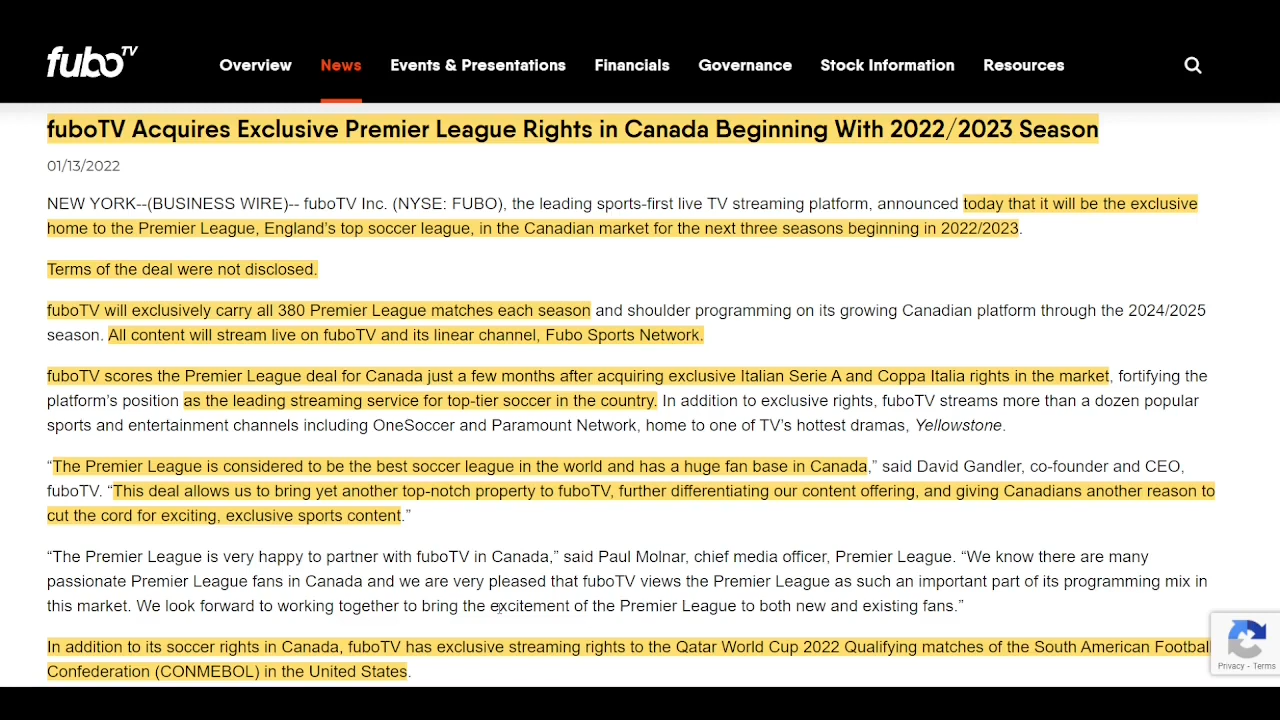 fuboTV
Overview News Events & Presentations Financials Governance Stock Information Resources
fuboTV Acquires Exclusive Premier League Rights in Canada Beginning With 2022/2023 Season
01/13/2022
NEW YORK--(BUSINESS WIRE)-- fuboTV Inc. (NYSE: FUBO), the leading sports-first live TV streaming platform, announced today that it will be the exclusive
home to the Premier League, England's top soccer league, in the Canadian market for the next three seasons beginning in 2022/2023.
Terms of the deal were not disclosed.
fuboTV will exclusively carry all 380 Premier League matches each season and shoulder programming on its growing Canadian platform through the 2024/2025
season. All content will stream live on fuboTV and its linear channel, Fubo Sports Network.
fuboTV scores the Premier League deal for Canada just a few months after acquiring exclusive Italian Serie A and Coppa Italia rights in the market, fortifying the
platform's position as the leading streaming service for top-tier soccer in the country. In addition to exclusive rights, fuboTV streams more than a dozen popular
sports and entertainment channels including OneSoccer and Paramount Network, home to one of TV's hottest dramas, Yellowstone.
“The Premier League is considered to be the best soccer league in the world and has a huge fan base in Canada,” said David Gandler, co-founder and CEO,
fuboTV. “This deal allows us to bring yet another top-notch property to fuboTV, further differentiating our content offering, and giving Canadians another reason to
cut the cord for exciting, exclusive sports content.”
“The Premier League is very happy to partner with fuboTV in Canada,” said Paul Molnar, chief media officer, Premier League. “We know there are many
passionate Premier League fans in Canada and we are very pleased that fuboTV views the Premier League as such an important part of its programming mix in
this market. We look forward to working together to bring the excitement of the Premier League to both new and existing fans.”
In addition to its soccer rights in Canada, fuboTV has exclusive streaming rights to the Qatar World Cup 2022 Qualifying matches of the South American Football
Confederation (CONMEBOL) in the United States.
Privacy - Terms